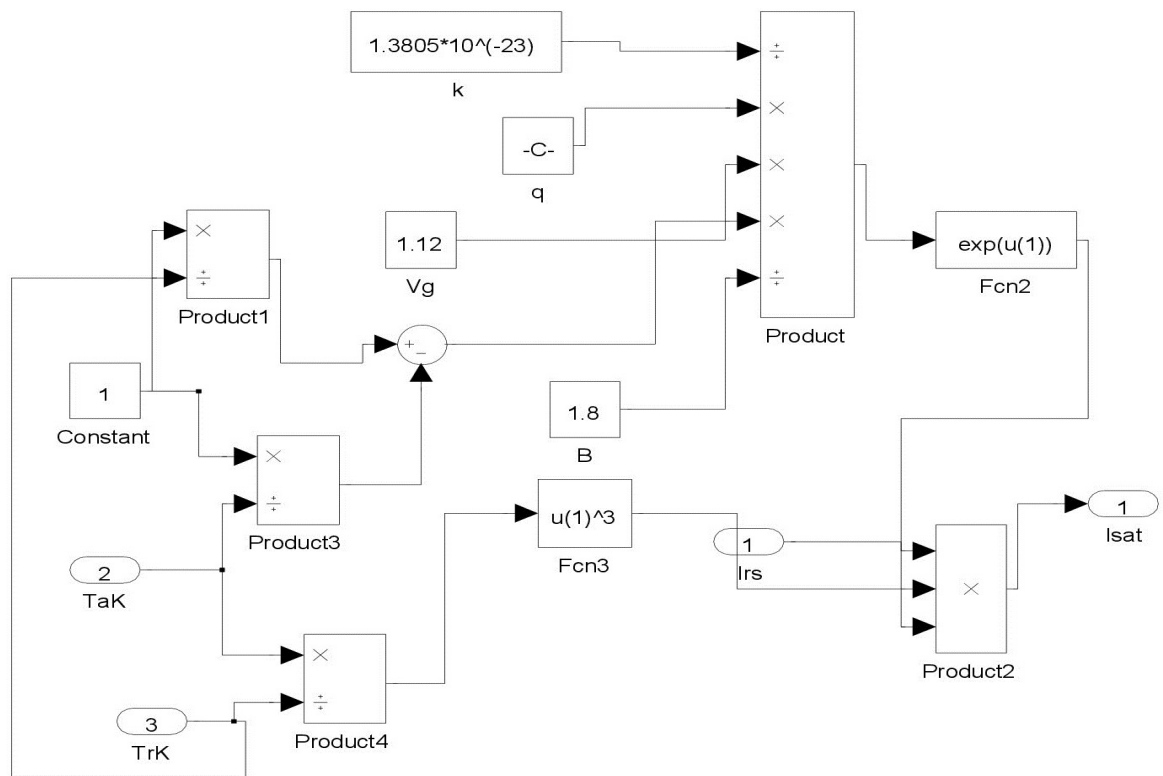 1.3805*10^(-23)
k
÷
×
-C-
q
×
×
1.12
Vg
×
÷
exp(u(1))
Fcn2
÷
Product1
Product
+
−
1
Constant
1.8
B
×
÷
Product3
u(1)^3
Fcn3
1
Irs
1
Isat
2
TaK
×
Product2
×
÷
Product4
3
TrK